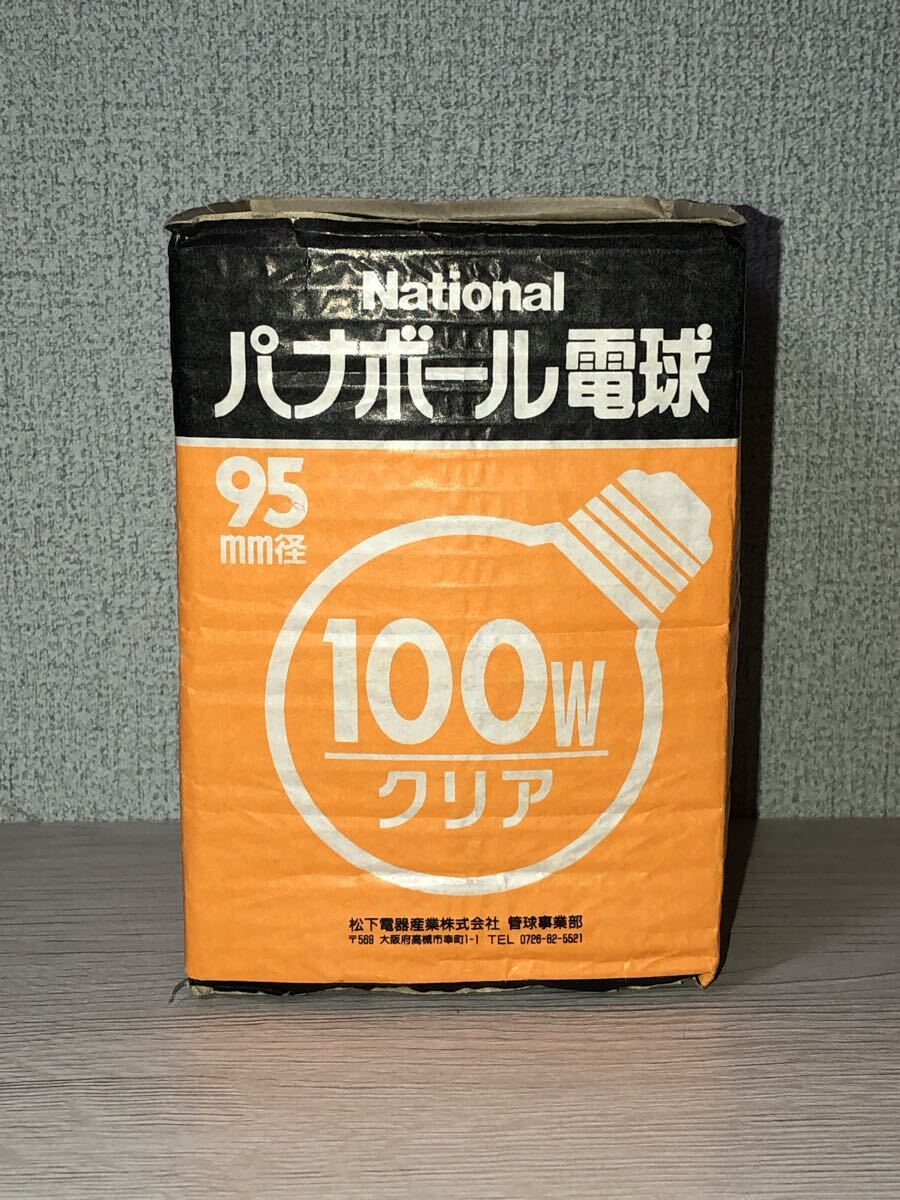 National
パナボール電球
95
mm径
100W
クリア
松下電器産業株式会社 管球事業部
〒569 大阪府高槻市幸町1-1 TEL 0726-82-5521